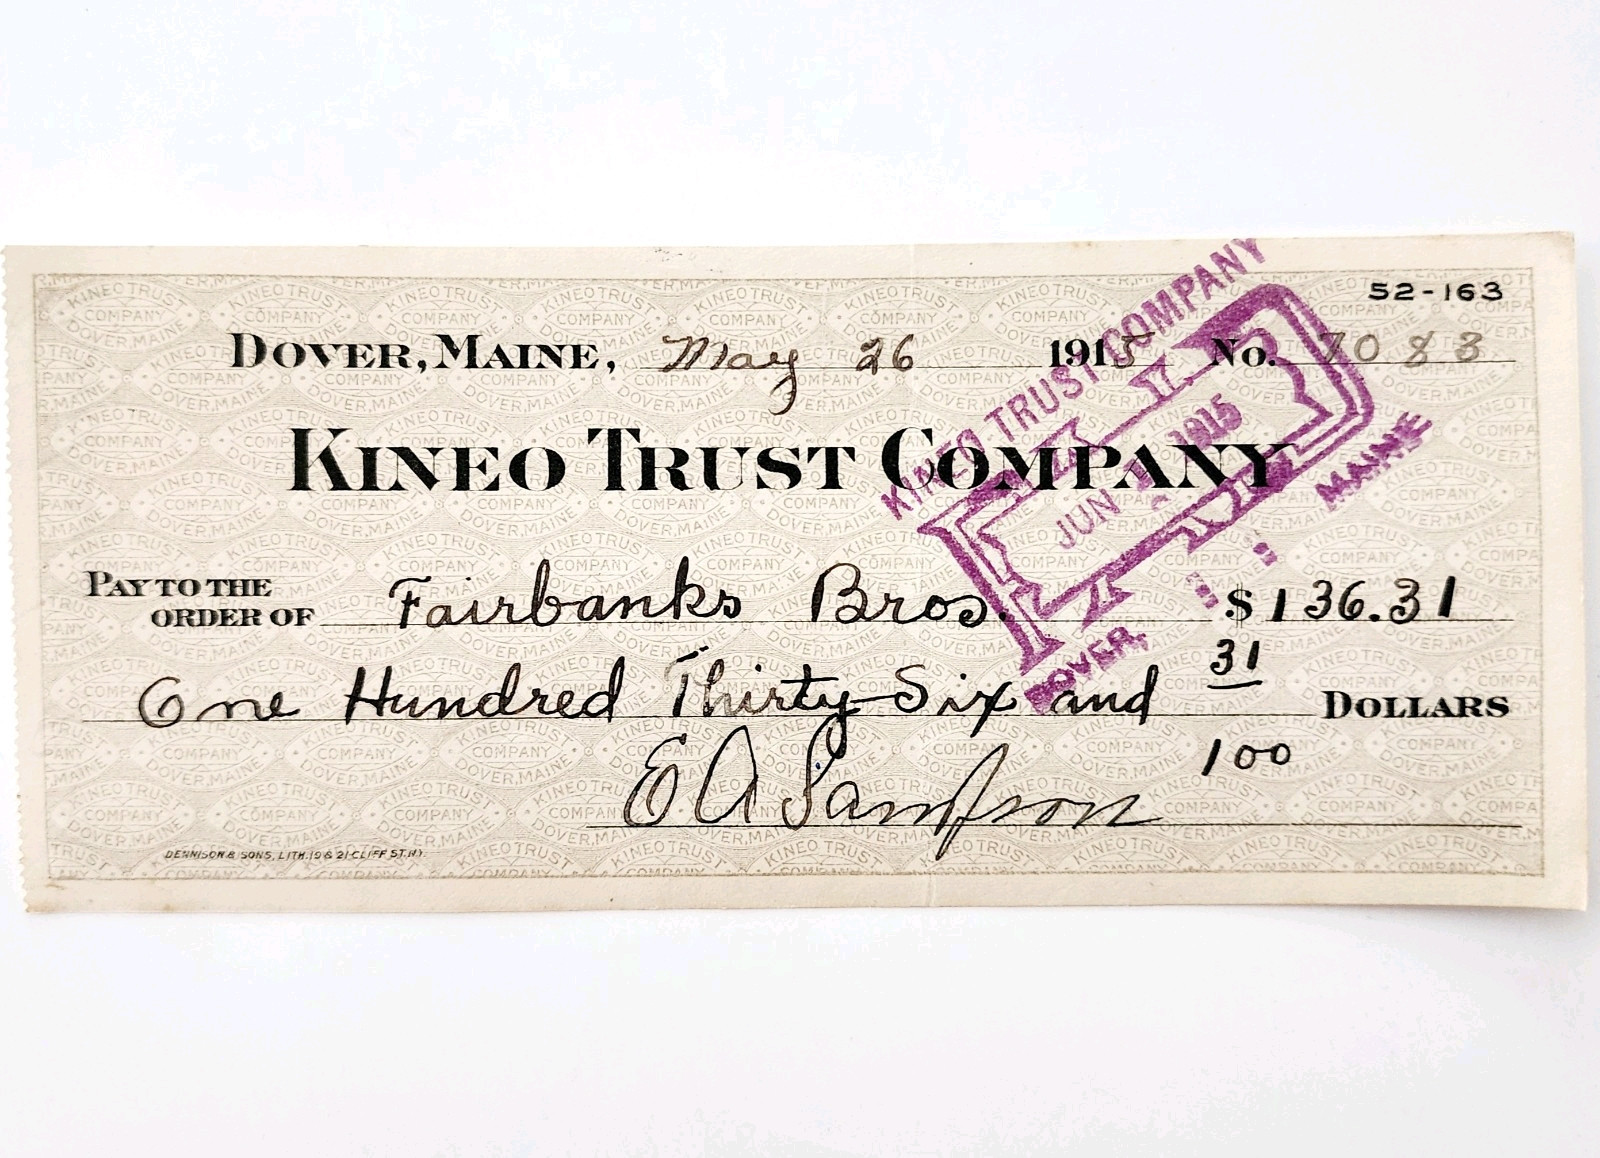 52-163
DOVER, MAINE, May 26 1915 No. 7083
KINEO TRUST COMPANY
KINEO TRUST COMPANY
PAID
JUN 1915
DOVER, MAINE
PAY TO THE
ORDER OF Fairbanks Bros. $136.31
One Hundred Thirty Six and 31/100 DOLLARS
E A Sampson
DENNISON & SONS, LITH. 19 & 21 CLIFF ST. N.Y.